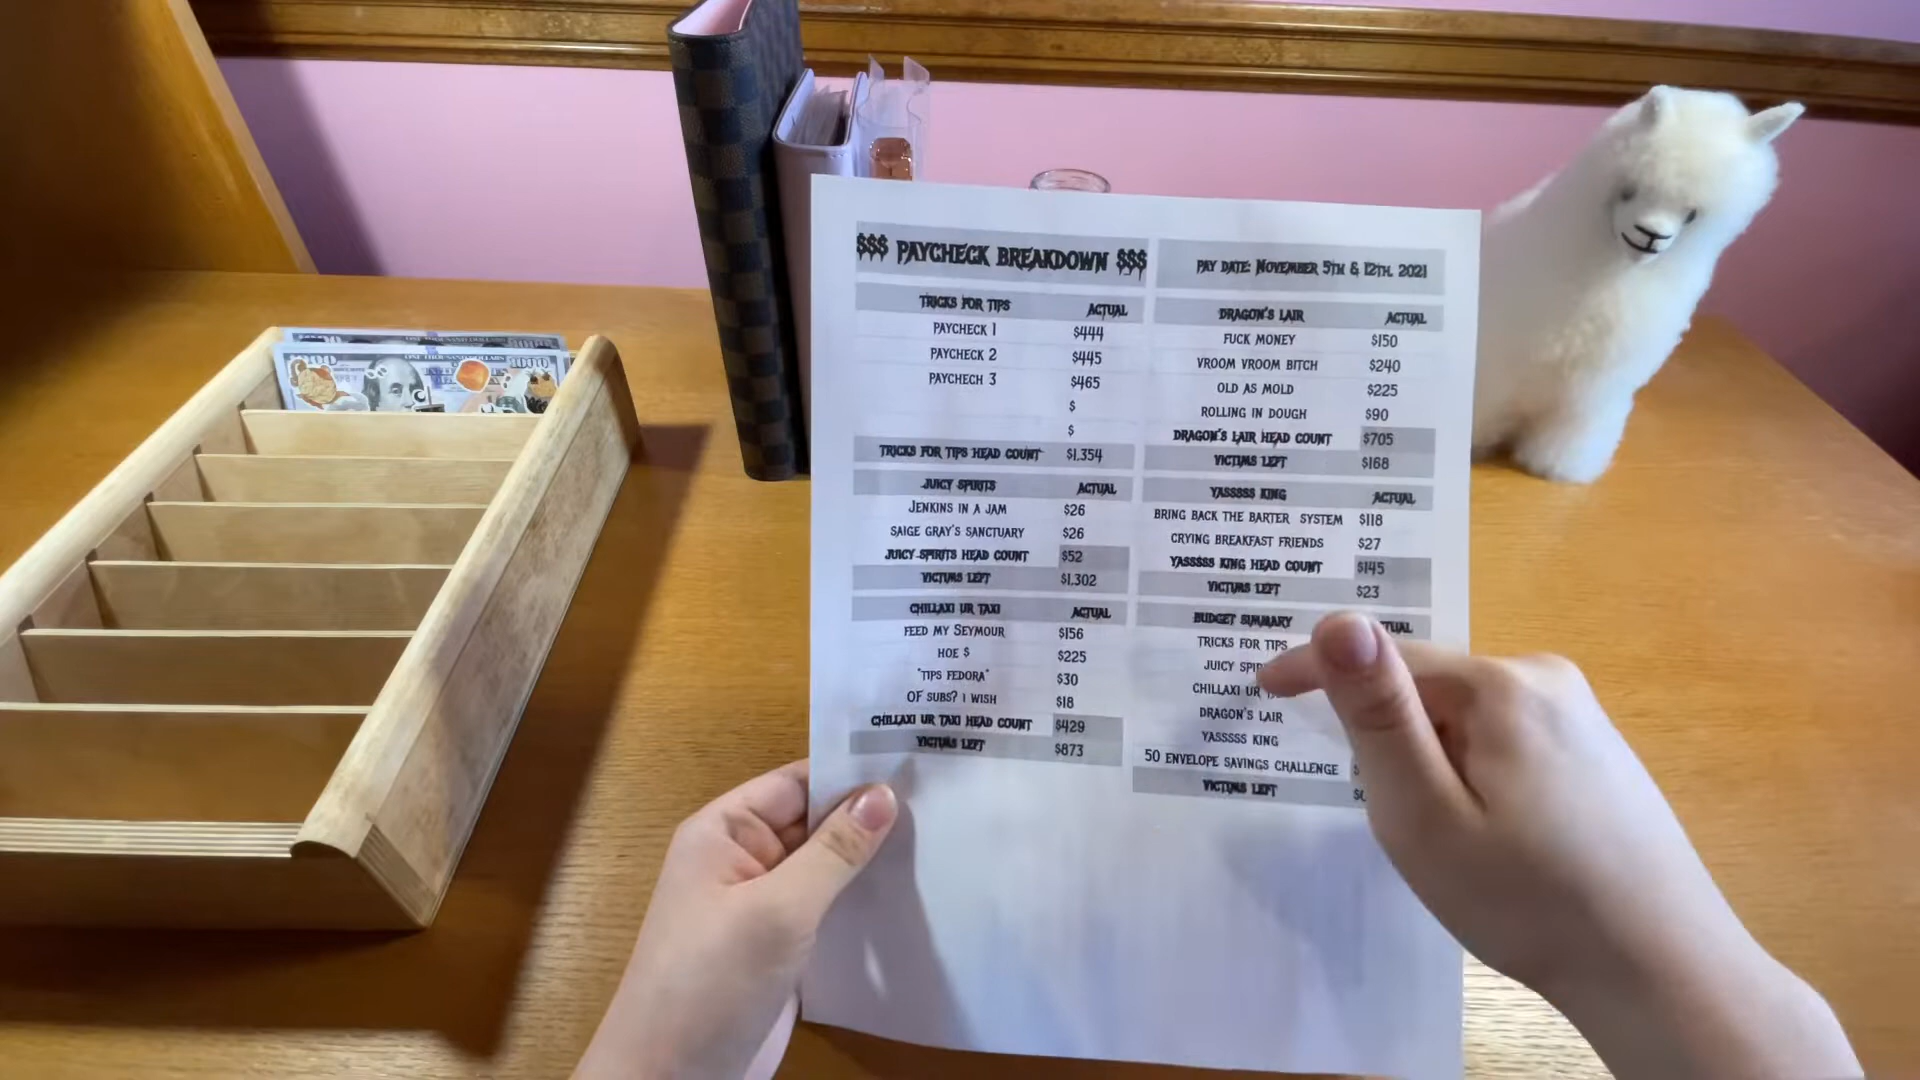 $$$ PAYCHECK BREAKDOWN $$$
PAY DATE: NOVEMBER 5TH & 12TH, 2021
TRICKS FOR TIPS ACTUAL
PAYCHECK 1 $444
PAYCHECK 2 $445
PAYCHECH 3 $465
$
$
TRICKS FOR TIPS HEAD COUNT $1,354
JUICY SPIRITS ACTUAL
JENKINS IN A JAM $26
SAIGE GRAY'S SANCTUARY $26
JUICY SPIRITS HEAD COUNT $52
VICTIMS LEFT $1,302
CHILLAXI UR TAXI ACTUAL
FEED MY SEYMOUR $156
HOE $ $225
"TIPS FEDORA" $30
OF SUBS? I WISH $18
CHILLAXI UR TAXI HEAD COUNT $429
VICTIMS LEFT $873
DRAGON'S LAIR ACTUAL
FUCK MONEY $150
VROOM VROOM BITCH $240
OLD AS MOLD $225
ROLLING IN DOUGH $90
DRAGON'S LAIR HEAD COUNT $705
VICTIMS LEFT $168
YASSSSS KING ACTUAL
BRING BACK THE BARTER SYSTEM $118
CRYING BREAKFAST FRIENDS $27
YASSSSS KING HEAD COUNT $145
VICTIMS LEFT $23
BUDGET SUMMARY
TRICKS FOR TIPS
JUICY
CHILLAXI UR
DRAGON'S LAIR
YASSSSS KING
50 ENVELOPE SAVINGS CHALLENGE $
VICTIMS LEFT
ONE THOUSAND DOLLARS 1000